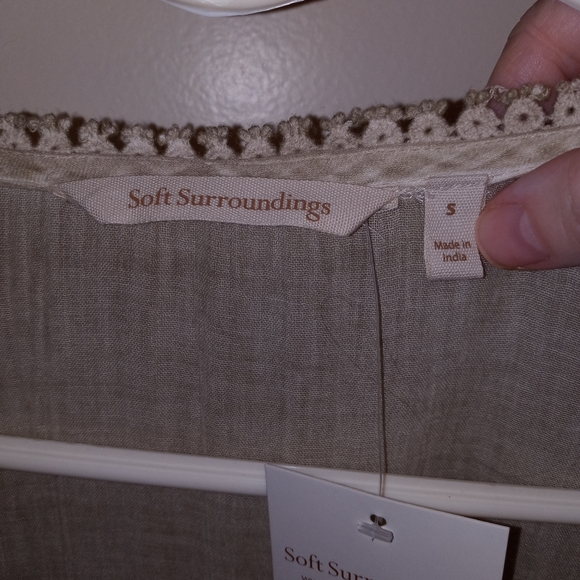 Soft Surroundings
S
Made in
India
Soft Surr